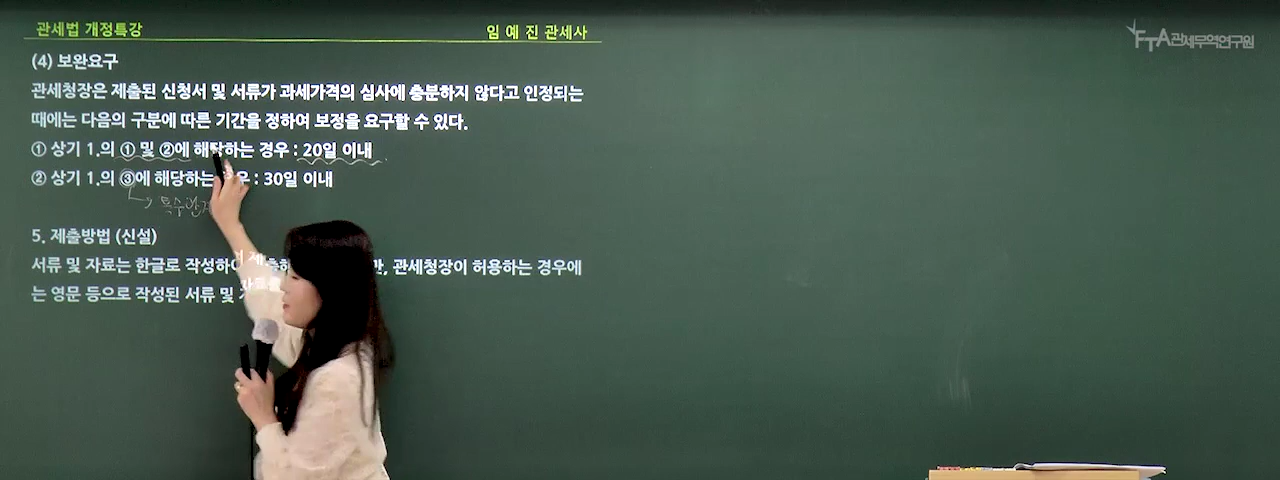 관세법 개정특강
임 예 진 관세사
FTA관세무역연구원
(4) 보완요구
관세청장은 제출된 신청서 및 서류가 과세가격의 심사에 충분하지 않다고 인정되는
때에는 다음의 구분에 따른 기간을 정하여 보정을 요구할 수 있다.
① 상기 1.의 ① 및 ②에 해당하는 경우 : 20일 이내
② 상기 1.의 ③에 해당하는 경우 : 30일 이내
특수관계
5. 제출방법 (신설)
서류 및 자료는 한글로 작성하여 제출해 관세청장이 허용하는 경우에
는 영문 등으로 작성된 서류 및